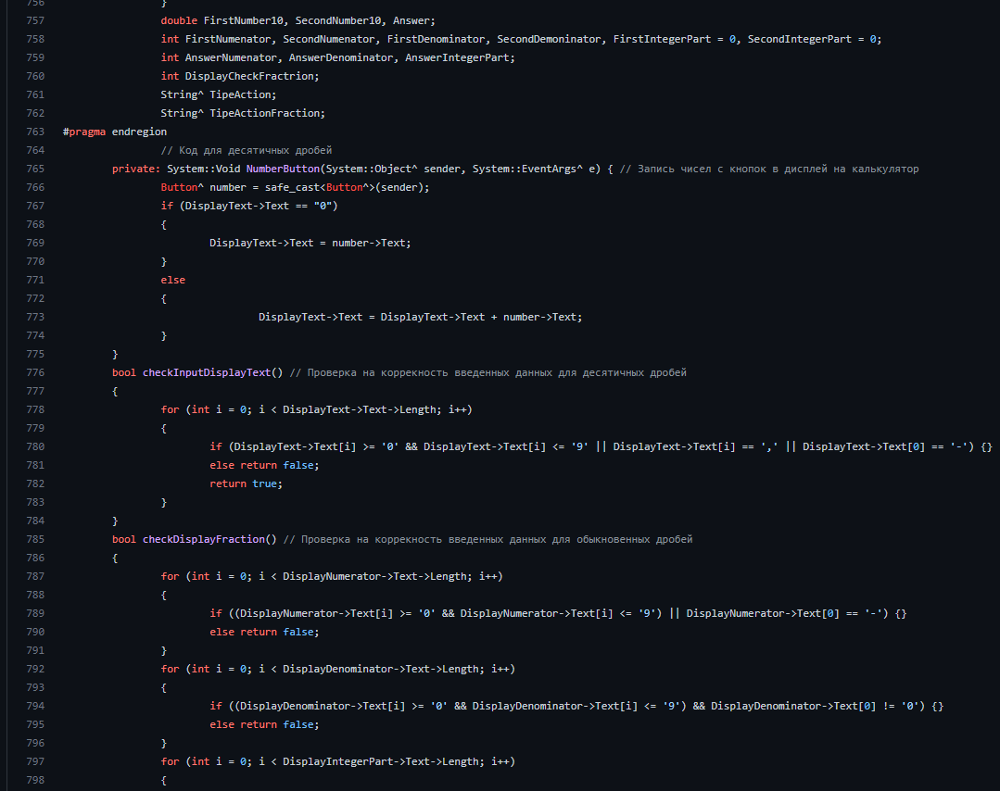 756 }
757 double FirstNumber10, SecondNumber10, Answer;
758 int FirstNumenator, SecondNumenator, FirstDenominator, SecondDemoninator, FirstIntegerPart = 0, SecondIntegerPart = 0;
759 int AnswerNumenator, AnswerDenominator, AnswerIntegerPart;
760 int DisplayCheckFractrion;
761 String^ TipeAction;
762 String^ TipeActionFraction;
763 #pragma endregion
764 // Код для десятичных дробей
765 private: System::Void NumberButton(System::Object^ sender, System::EventArgs^ e) { // Запись чисел с кнопок в дисплей на калькулятор
766 Button^ number = safe_cast<Button^>(sender);
767 if (DisplayText->Text == "0")
768 {
769 DisplayText->Text = number->Text;
770 }
771 else
772 {
773 DisplayText->Text = DisplayText->Text + number->Text;
774 }
775 }
776 bool checkInputDisplayText() // Проверка на коррекность введенных данных для десятичных дробей
777 {
778 for (int i = 0; i < DisplayText->Text->Length; i++)
779 {
780 if (DisplayText->Text[i] >= '0' && DisplayText->Text[i] <= '9' || DisplayText->Text[i] == ',' || DisplayText->Text[0] == '-') {}
781 else return false;
782 return true;
783 }
784 }
785 bool checkDisplayFraction() // Проверка на коррекность введенных данных для обыкновенных дробей
786 {
787 for (int i = 0; i < DisplayNumerator->Text->Length; i++)
788 {
789 if ((DisplayNumerator->Text[i] >= '0' && DisplayNumerator->Text[i] <= '9') || DisplayNumerator->Text[0] == '-') {}
790 else return false;
791 }
792 for (int i = 0; i < DisplayDenominator->Text->Length; i++)
793 {
794 if ((DisplayDenominator->Text[i] >= '0' && DisplayDenominator->Text[i] <= '9') && DisplayDenominator->Text[0] != '0') {}
795 else return false;
796 }
797 for (int i = 0; i < DisplayIntegerPart->Text->Length; i++)
798 {